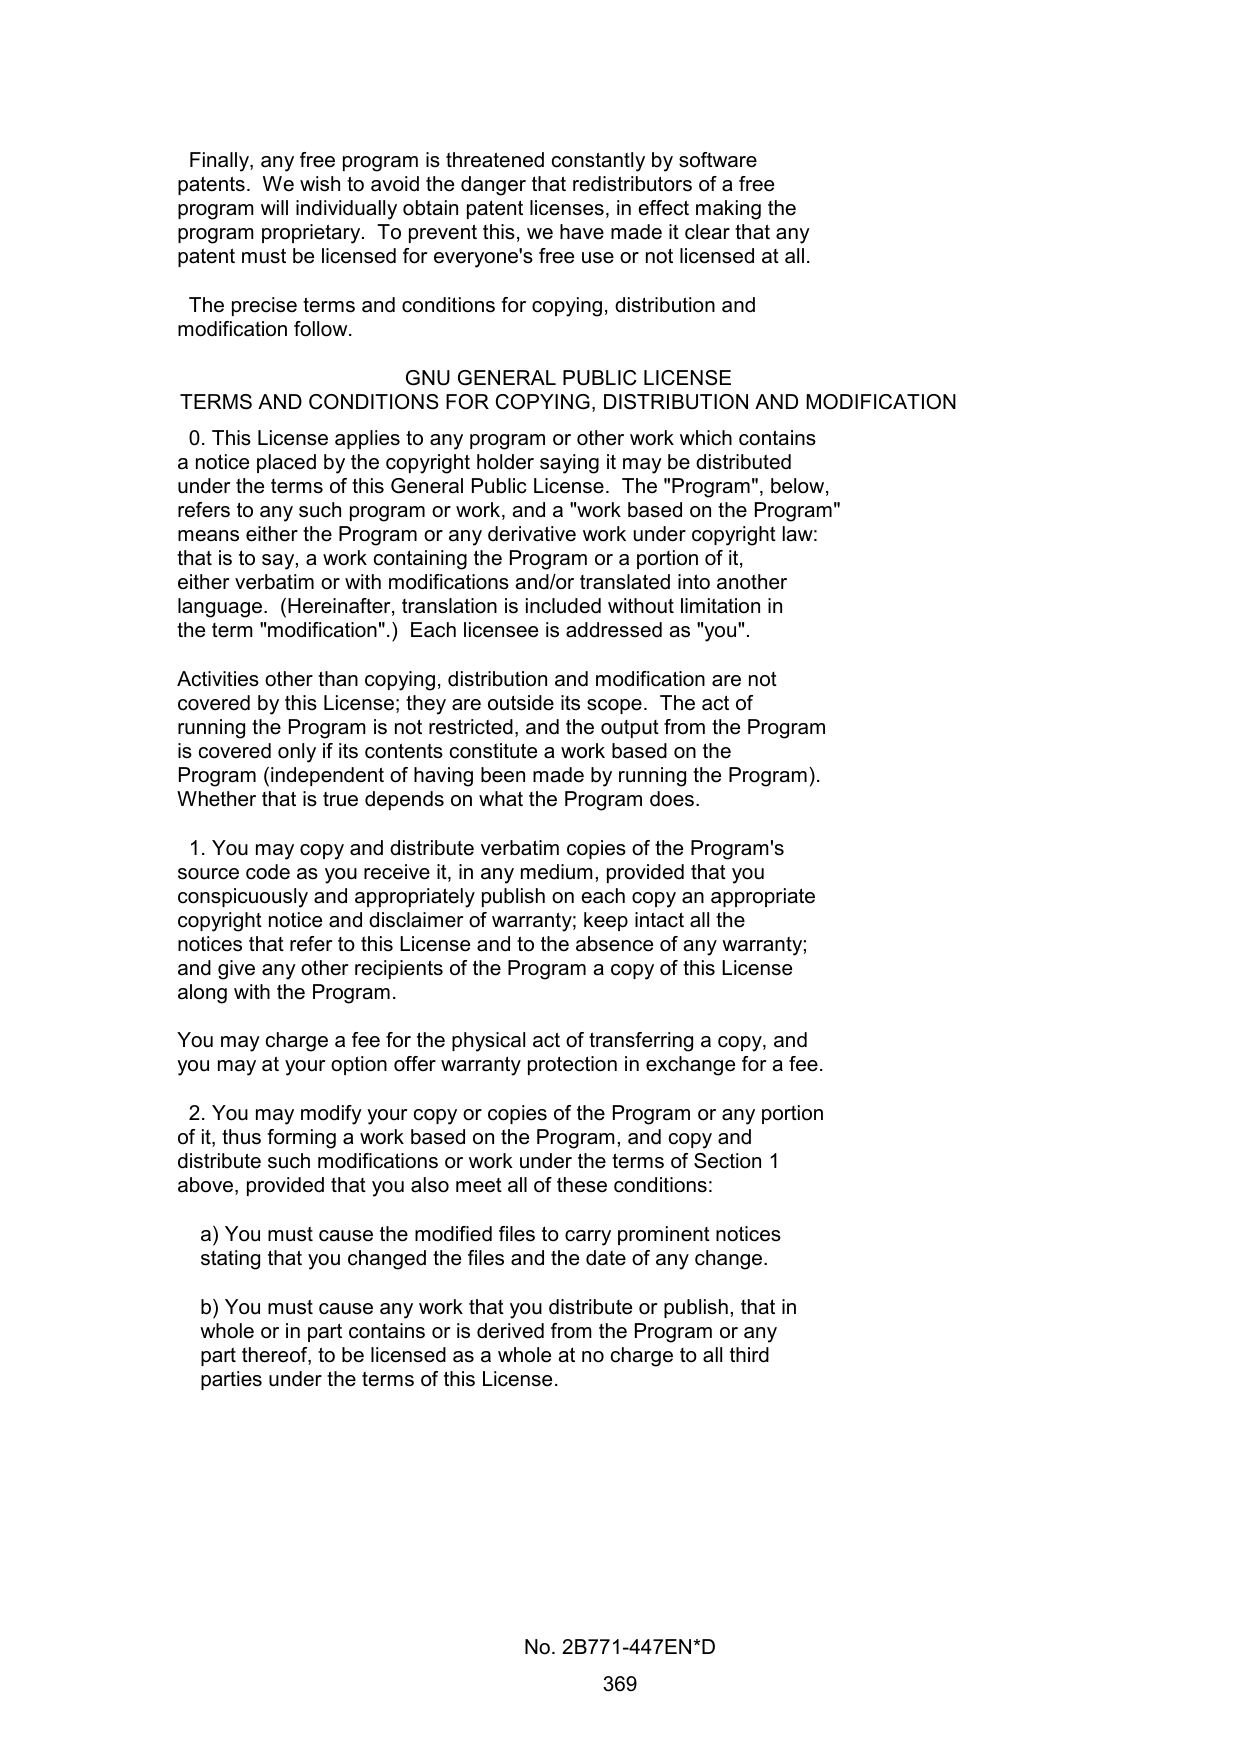 Finally, any free program is threatened constantly by software
patents.  We wish to avoid the danger that redistributors of a free
program will individually obtain patent licenses, in effect making the
program proprietary.  To prevent this, we have made it clear that any
patent must be licensed for everyone's free use or not licensed at all.
The precise terms and conditions for copying, distribution and
modification follow.
GNU GENERAL PUBLIC LICENSE
TERMS AND CONDITIONS FOR COPYING, DISTRIBUTION AND MODIFICATION
0. This License applies to any program or other work which contains
a notice placed by the copyright holder saying it may be distributed
under the terms of this General Public License.  The "Program", below,
refers to any such program or work, and a "work based on the Program"
means either the Program or any derivative work under copyright law:
that is to say, a work containing the Program or a portion of it,
either verbatim or with modifications and/or translated into another
language.  (Hereinafter, translation is included without limitation in
the term "modification".)  Each licensee is addressed as "you".
Activities other than copying, distribution and modification are not
covered by this License; they are outside its scope.  The act of
running the Program is not restricted, and the output from the Program
is covered only if its contents constitute a work based on the
Program (independent of having been made by running the Program).
Whether that is true depends on what the Program does.
1. You may copy and distribute verbatim copies of the Program's
source code as you receive it, in any medium, provided that you
conspicuously and appropriately publish on each copy an appropriate
copyright notice and disclaimer of warranty; keep intact all the
notices that refer to this License and to the absence of any warranty;
and give any other recipients of the Program a copy of this License
along with the Program.
You may charge a fee for the physical act of transferring a copy, and
you may at your option offer warranty protection in exchange for a fee.
2. You may modify your copy or copies of the Program or any portion
of it, thus forming a work based on the Program, and copy and
distribute such modifications or work under the terms of Section 1
above, provided that you also meet all of these conditions:
a) You must cause the modified files to carry prominent notices
stating that you changed the files and the date of any change.
b) You must cause any work that you distribute or publish, that in
whole or in part contains or is derived from the Program or any
part thereof, to be licensed as a whole at no charge to all third
parties under the terms of this License.
No. 2B771-447EN*D
369